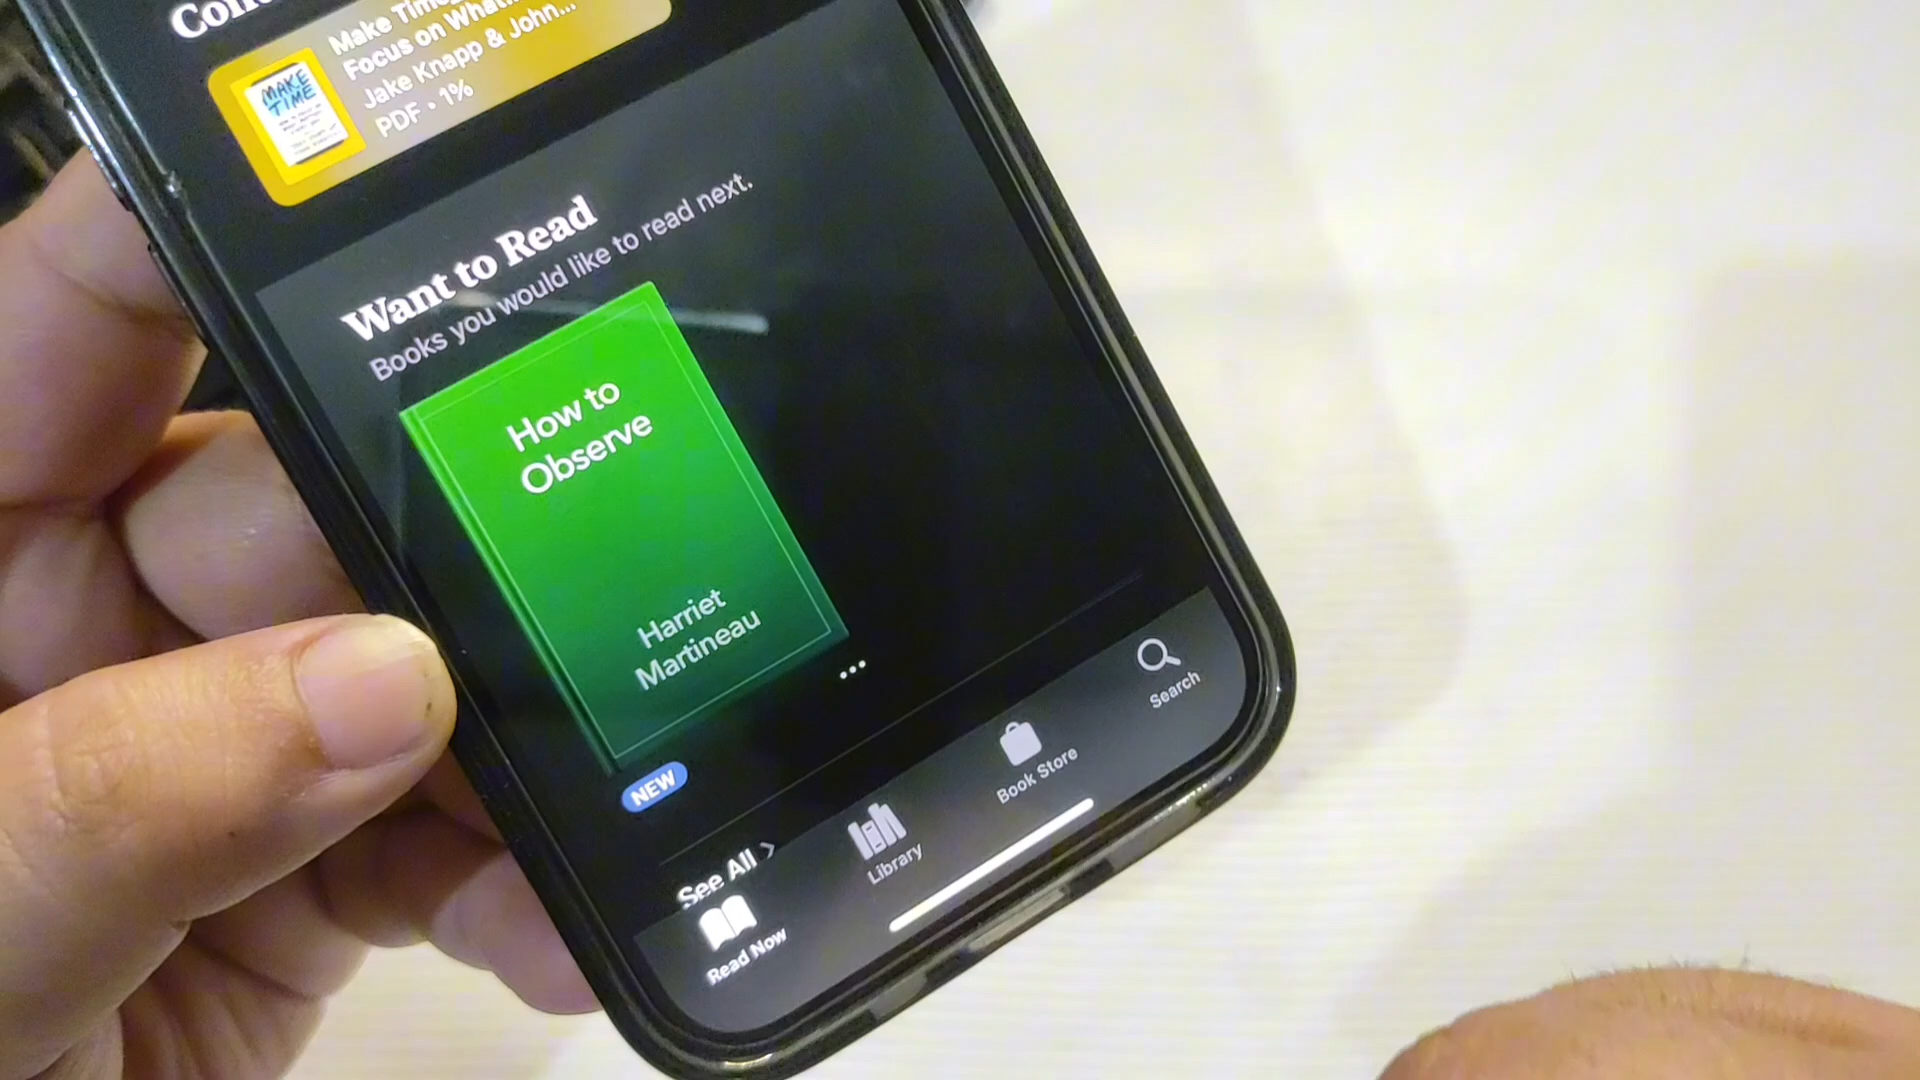 MAKE
TIME
Make Time
Focus on What
Jake Knapp & John...
PDF • 1%
Want to Read
Books you would like to read next.
How to
Observe
Harriet
Martineau
...
NEW
See All >
Read Now
Library
Book Store
Search